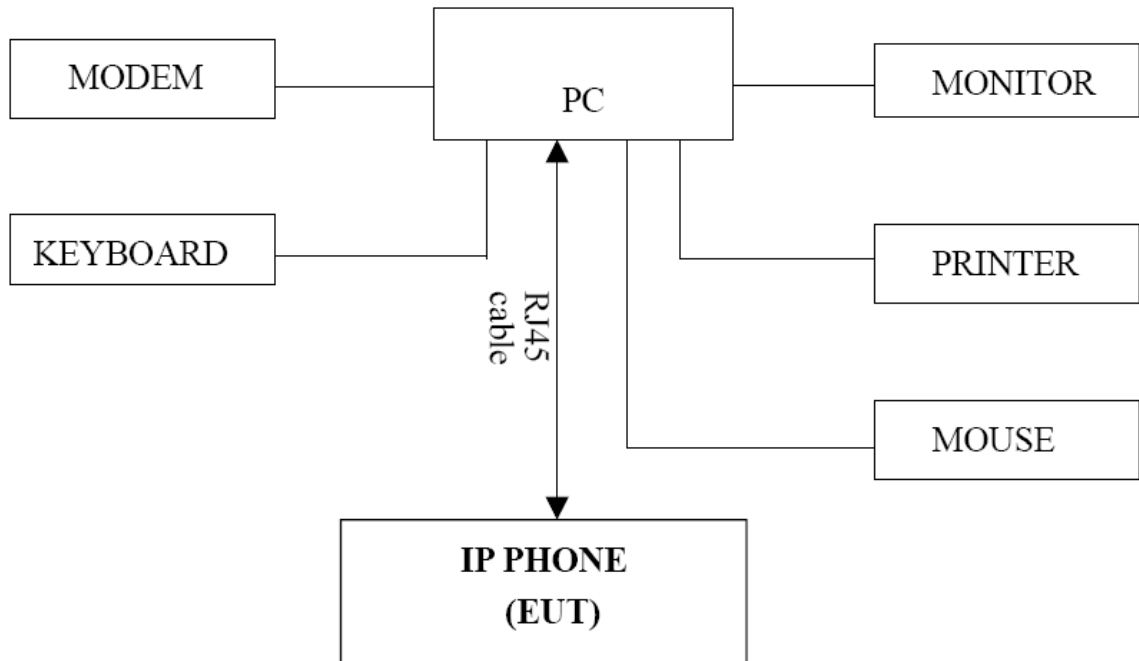 MODEM
PC
MONITOR
KEYBOARD
RJ45
cable
PRINTER
MOUSE
IP PHONE
(EUT)